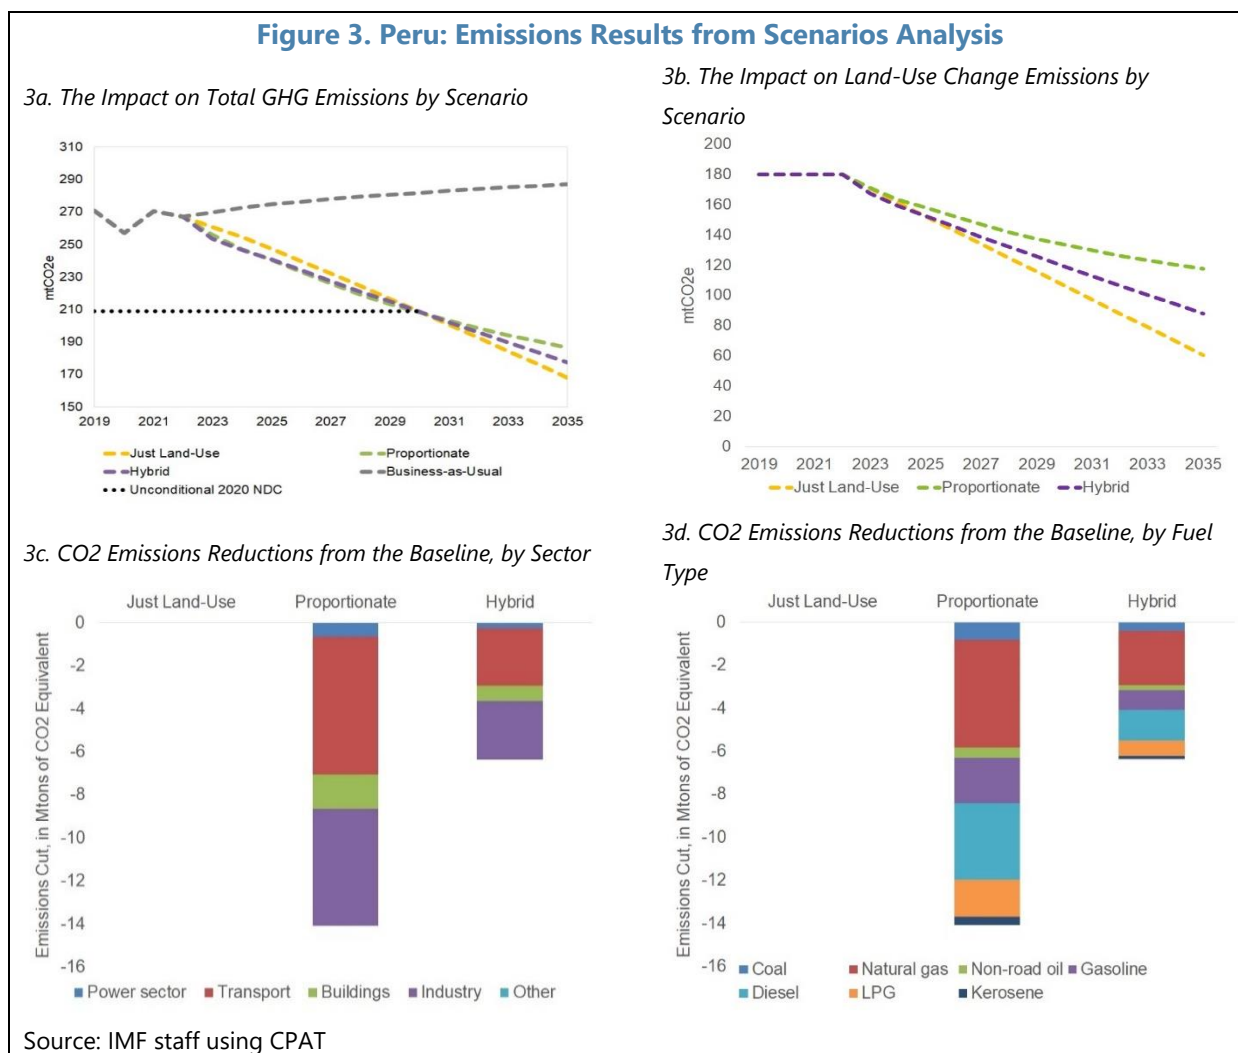 Figure 3. Peru: Emissions Results from Scenarios Analysis
3a. The Impact on Total GHG Emissions by Scenario
310
290
270
250
230
210
190
170
150
mtCO2e
2019 2021 2023 2025 2027 2029 2031 2033 2035
Just Land-Use Proportionate
Hybrid Business-as-Usual
Unconditional 2020 NDC
3b. The Impact on Land-Use Change Emissions by
Scenario
200
180
160
140
120
100
80
60
40
20
0
mtCO2e
2019 2021 2023 2025 2027 2029 2031 2033 2035
Just Land-Use Proportionate Hybrid
3c. CO2 Emissions Reductions from the Baseline, by Sector
Just Land-Use Proportionate Hybrid
0
-2
-4
-6
-8
-10
-12
-14
-16
Emissions Cut, in Mtons of CO2 Equivalent
Power sector Transport Buildings Industry Other
3d. CO2 Emissions Reductions from the Baseline, by Fuel
Type
Just Land-Use Proportionate Hybrid
0
-2
-4
-6
-8
-10
-12
-14
-16
Emissions Cut, in Mtons of CO2 Equivalent
Coal Natural gas Non-road oil Gasoline
Diesel LPG Kerosene
Source: IMF staff using CPAT